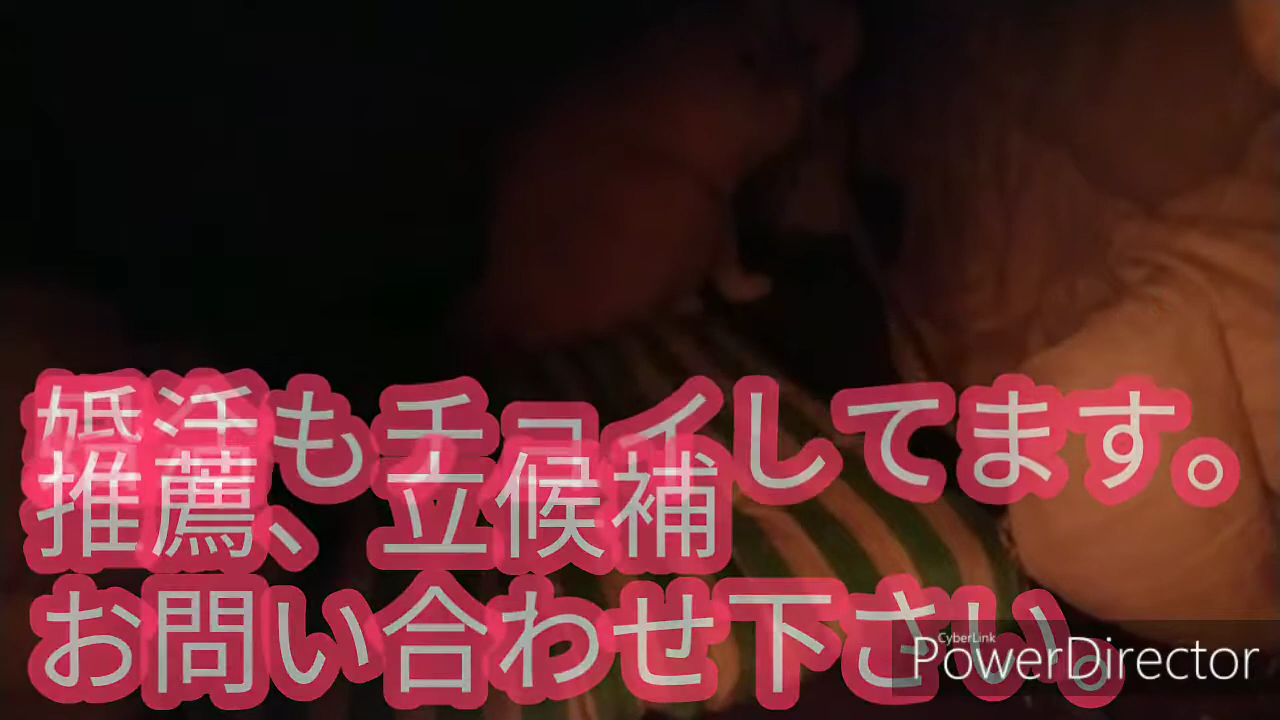 婚活もチョイしてます。
推薦、立候補
お問い合わせ下さい。
CyberLink
PowerDirector